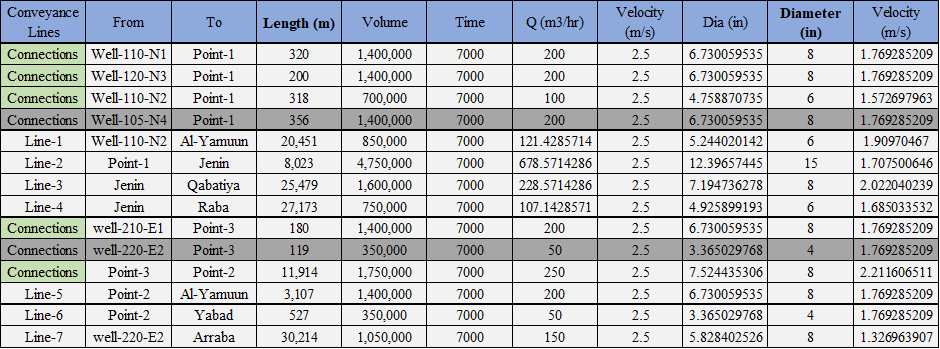 Conveyance Lines From To Length (m) Volume Time Q (m3/hr) Velocity (m/s) Dia (in) Diameter (in) Velocity (m/s)
Connections Well-110-N1 Point-1 320 1,400,000 7000 200 2.5 6.730059535 8 1.769285209
Connections Well-120-N3 Point-1 200 1,400,000 7000 200 2.5 6.730059535 8 1.769285209
Connections Well-110-N2 Point-1 318 700,000 7000 100 2.5 4.758870735 6 1.572697963
Connections Well-105-N4 Point-1 356 1,400,000 7000 200 2.5 6.730059535 8 1.769285209
Line-1 Well-110-N2 Al-Yamuun 20,451 850,000 7000 121.4285714 2.5 5.244020142 6 1.90970467
Line-2 Point-1 Jenin 8,023 4,750,000 7000 678.5714286 2.5 12.39657445 15 1.707500646
Line-3 Jenin Qabatiya 25,479 1,600,000 7000 228.5714286 2.5 7.194736278 8 2.022040239
Line-4 Jenin Raba 27,173 750,000 7000 107.1428571 2.5 4.925899193 6 1.685033532
Connections well-210-E1 Point-3 180 1,400,000 7000 200 2.5 6.730059535 8 1.769285209
Connections well-220-E2 Point-3 119 350,000 7000 50 2.5 3.365029768 4 1.769285209
Connections Point-3 Point-2 11,914 1,750,000 7000 250 2.5 7.524435306 8 2.211606511
Line-5 Point-2 Al-Yamuun 3,107 1,400,000 7000 200 2.5 6.730059535 8 1.769285209
Line-6 Point-2 Yabad 527 350,000 7000 50 2.5 3.365029768 4 1.769285209
Line-7 well-220-E2 Arraba 30,214 1,050,000 7000 150 2.5 5.828402526 8 1.326963907